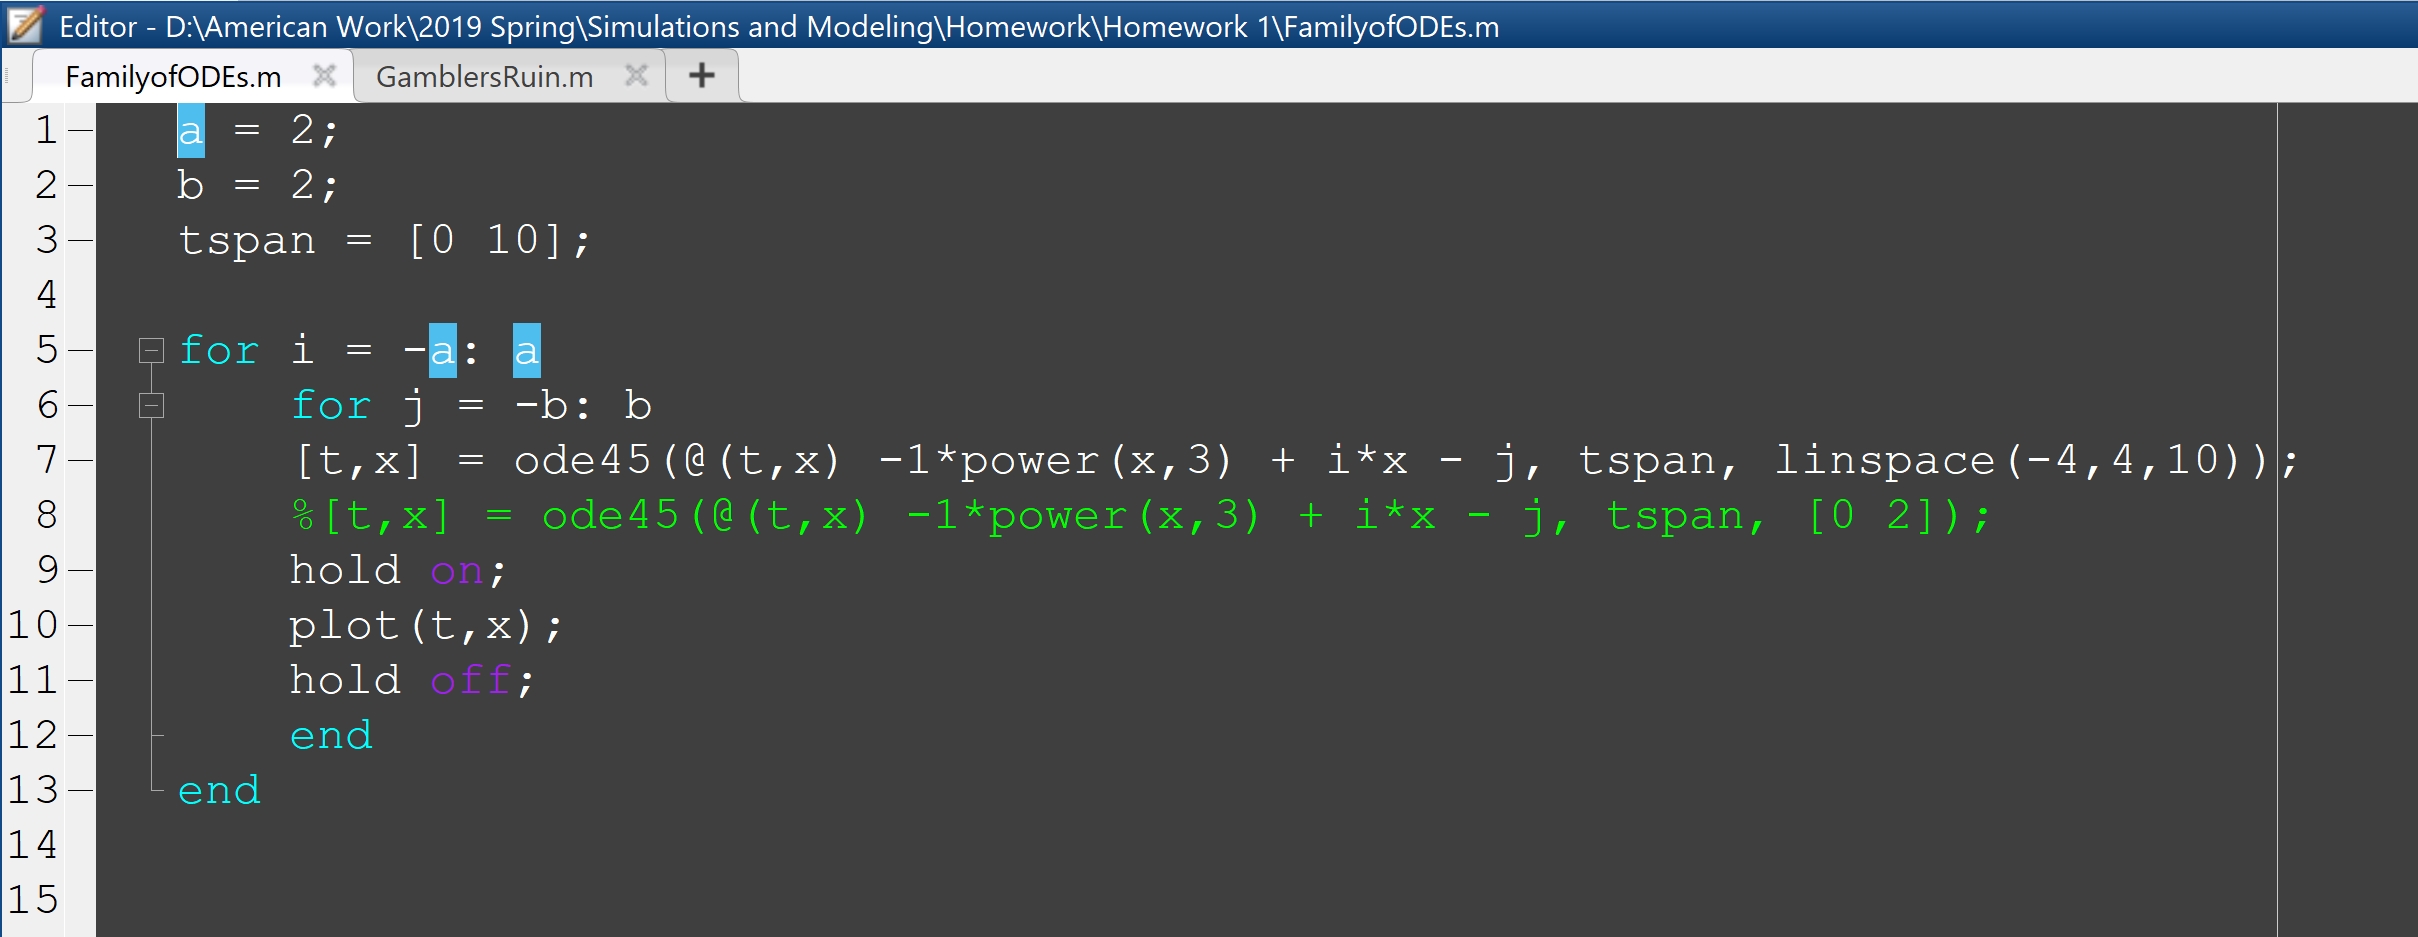 Editor - D:\American Work\2019 Spring\Simulations and Modeling\Homework\Homework 1\FamilyofODEs.m
FamilyofODEs.m GamblersRuin.m +
1 a = 2;
2 b = 2;
3 tspan = [0 10];
4
5 for i = -a: a
6 for j = -b: b
7 [t,x] = ode45(@(t,x) -1*power(x,3) + i*x - j, tspan, linspace(-4,4,10));
8 %[t,x] = ode45(@(t,x) -1*power(x,3) + i*x - j, tspan, [0 2]);
9 hold on;
10 plot(t,x);
11 hold off;
12 end
13 end
14
15